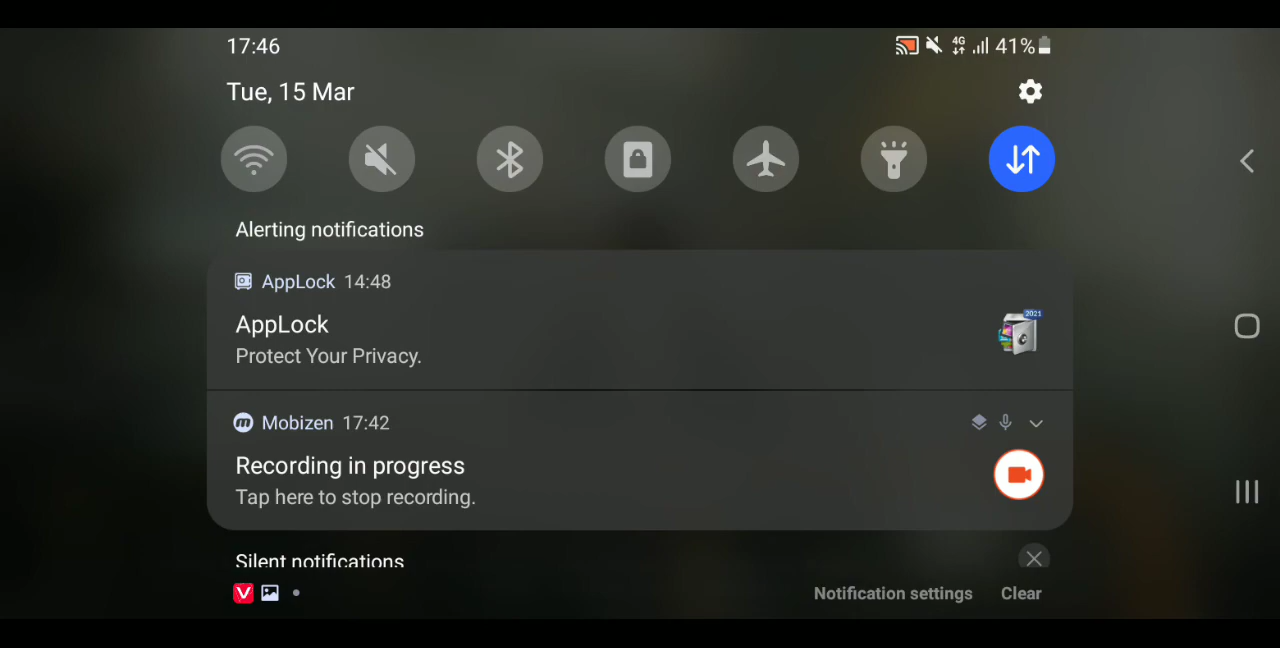 17:46
4G 41%
Tue, 15 Mar
Alerting notifications
AppLock 14:48
AppLock
2021
Protect Your Privacy.
Mobizen 17:42
Recording in progress
Tap here to stop recording.
Silent notifications
Notification settings Clear